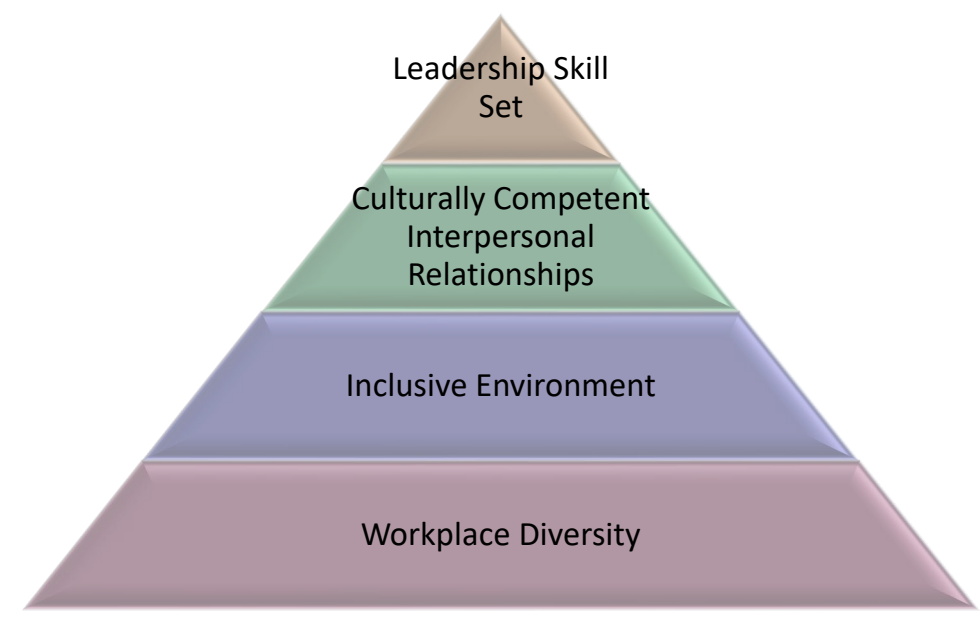 Leadership Skill
Set
Culturally Competent
Interpersonal
Relationships
Inclusive Environment
Workplace Diversity